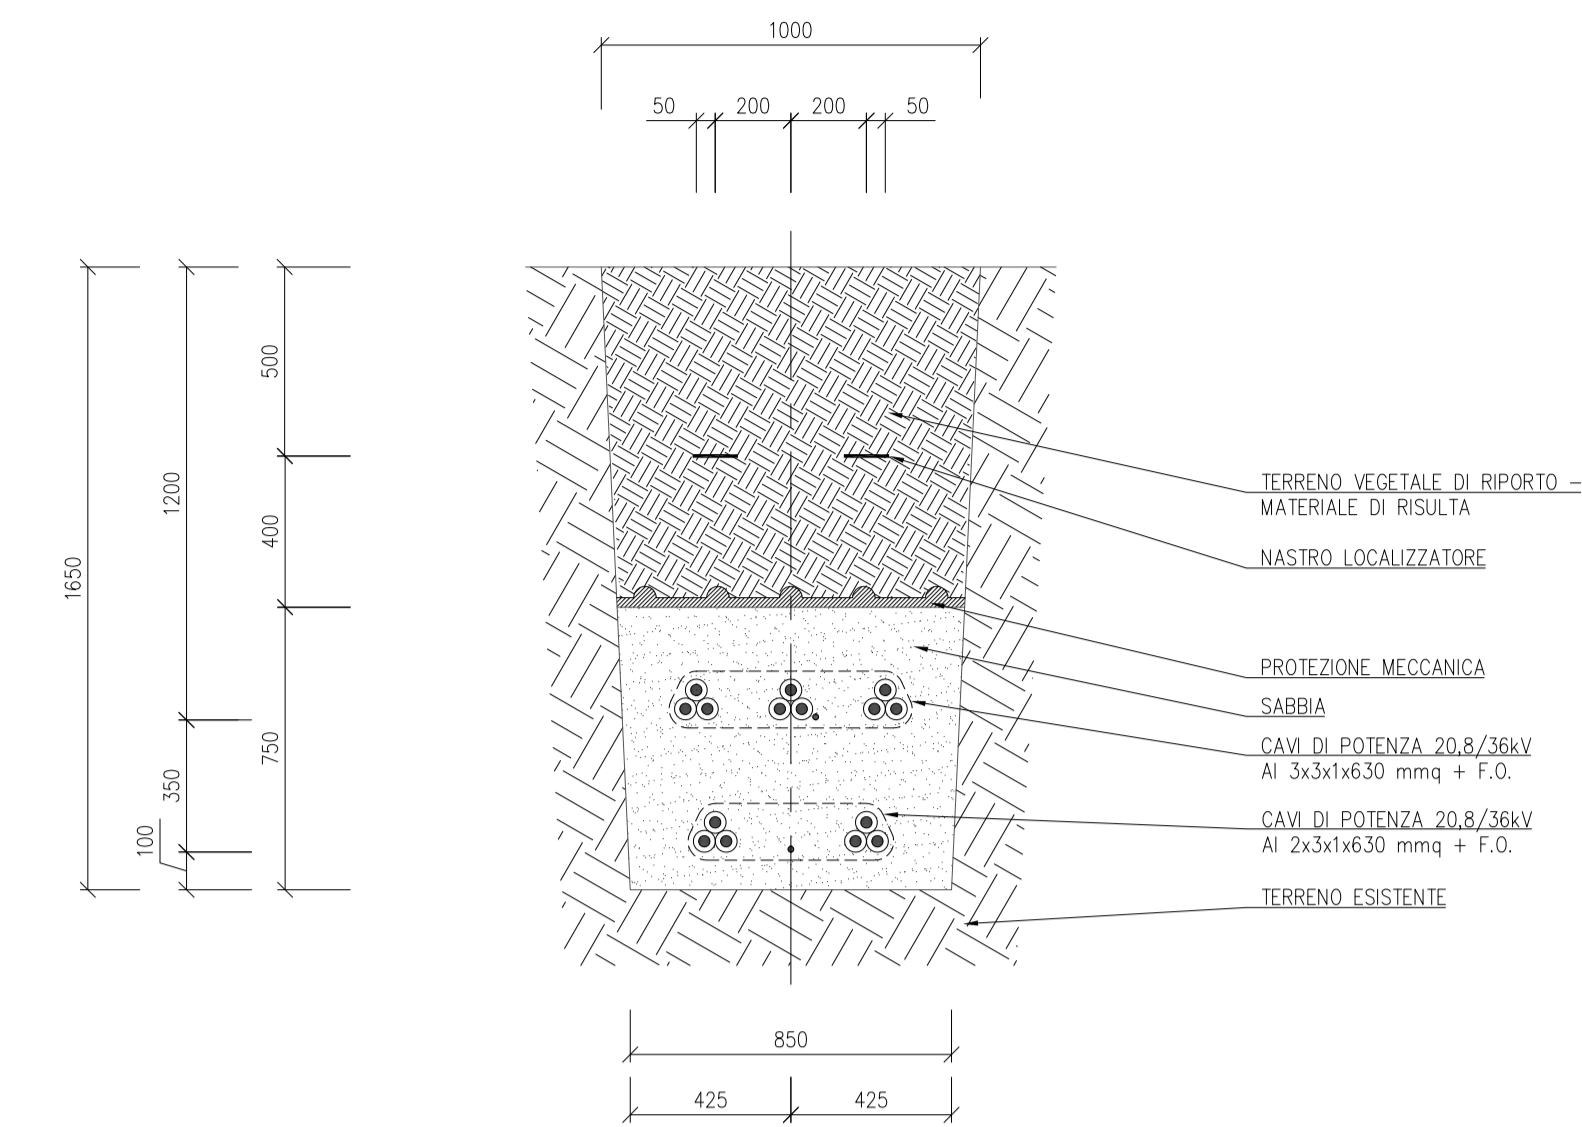 1000
50 200 200 50
500
1200
400
1650
750
350
100
TERRENO VEGETALE DI RIPORTO –
MATERIALE DI RISULTA
NASTRO LOCALIZZATORE
PROTEZIONE MECCANICA
SABBIA
CAVI DI POTENZA 20,8/36kV
Al 3x3x1x630 mmq + F.O.
CAVI DI POTENZA 20,8/36kV
Al 2x3x1x630 mmq + F.O.
TERRENO ESISTENTE
850
425 425